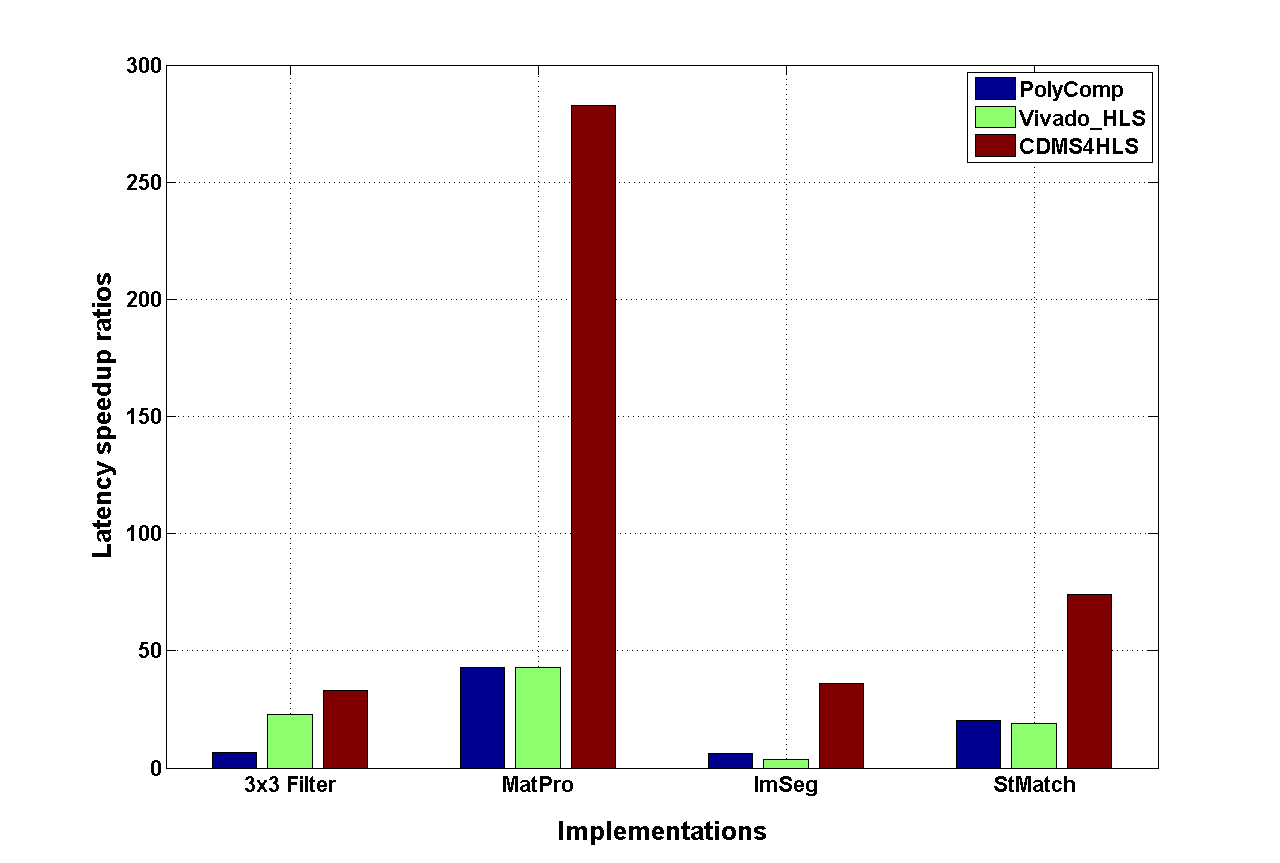 300
250
200
150
100
50
0
Latency speedup ratios
PolyComp
Vivado_HLS
CDMS4HLS
3x3 Filter
MatPro
ImSeg
StMatch
Implementations